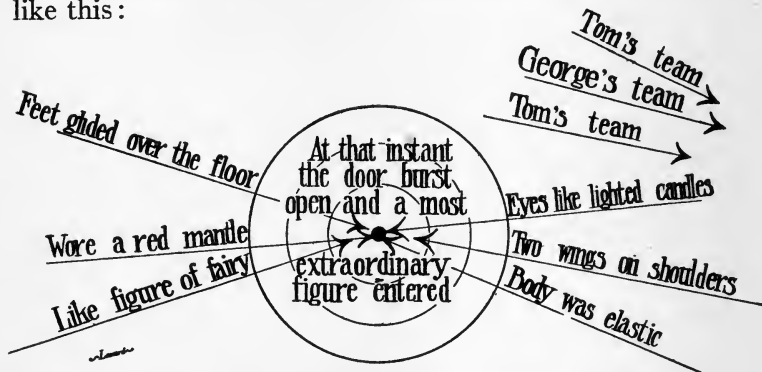 like this:
Tom's team
George's team
Tom's team
Feet glided over the floor
Wore a red mantle
Like figure of fairy
At that instant
the door burst
open and a most
extraordinary
figure entered
Eyes like lighted candles
Two wings on shoulders
Body was elastic